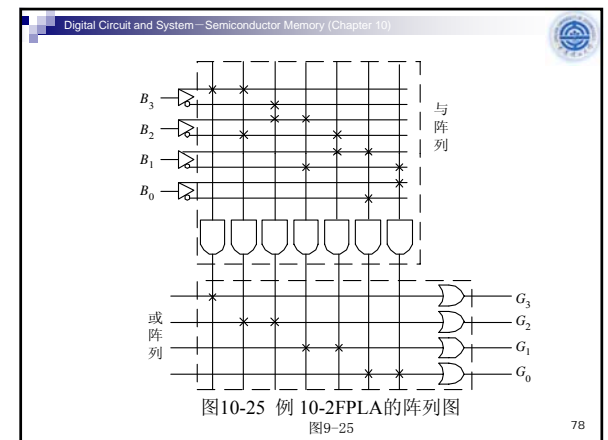 Digital Circuit and System－Semiconductor Memory (Chapter 10)
B3
B2
B1
B0
与
阵
列
G3
G2
G1
G0
或
阵
列
图10-25 例 10-2FPLA的阵列图
图9-25
78